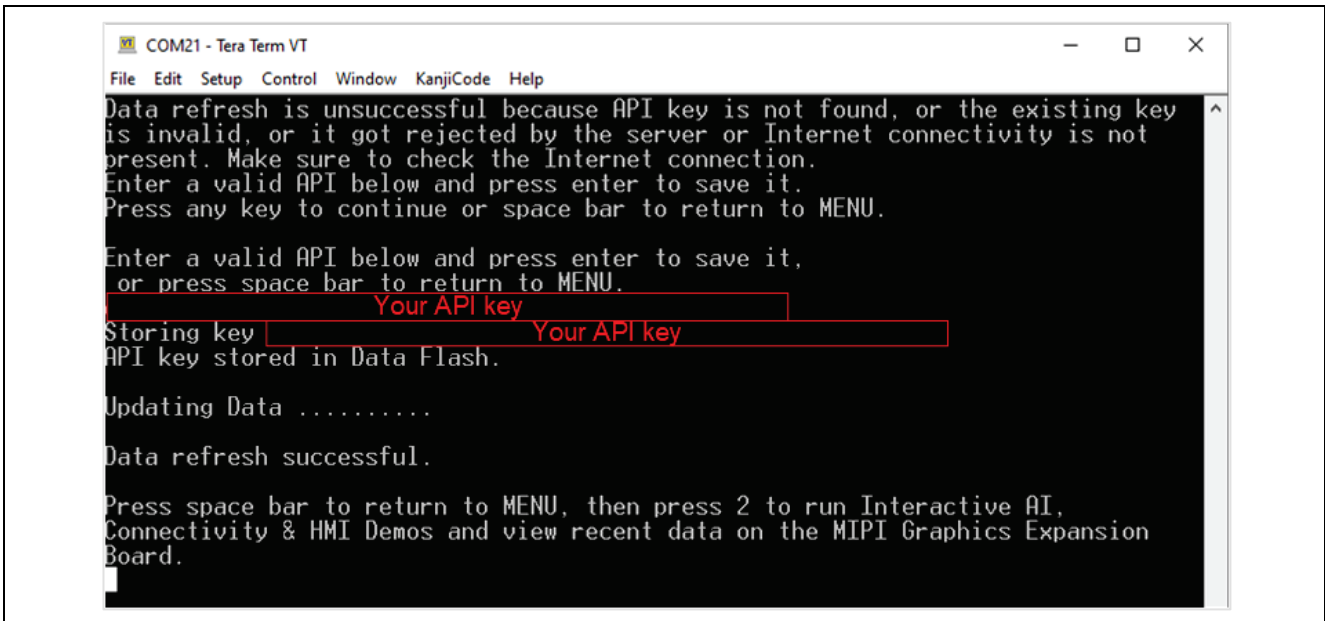 COM21 - Tera Term VT
File Edit Setup Control Window KanjiCode Help
Data refresh is unsuccessful because API key is not found, or the existing key
is invalid, or it got rejected by the server or Internet connectivity is not
present. Make sure to check the Internet connection.
Enter a valid API below and press enter to save it.
Press any key to continue or space bar to return to MENU.
Enter a valid API below and press enter to save it,
or press space bar to return to MENU.
Your API key
Storing key Your API key
API key stored in Data Flash.
Updating Data ..........
Data refresh successful.
Press space bar to return to MENU, then press 2 to run Interactive AI,
Connectivity & HMI Demos and view recent data on the MIPI Graphics Expansion
Board.